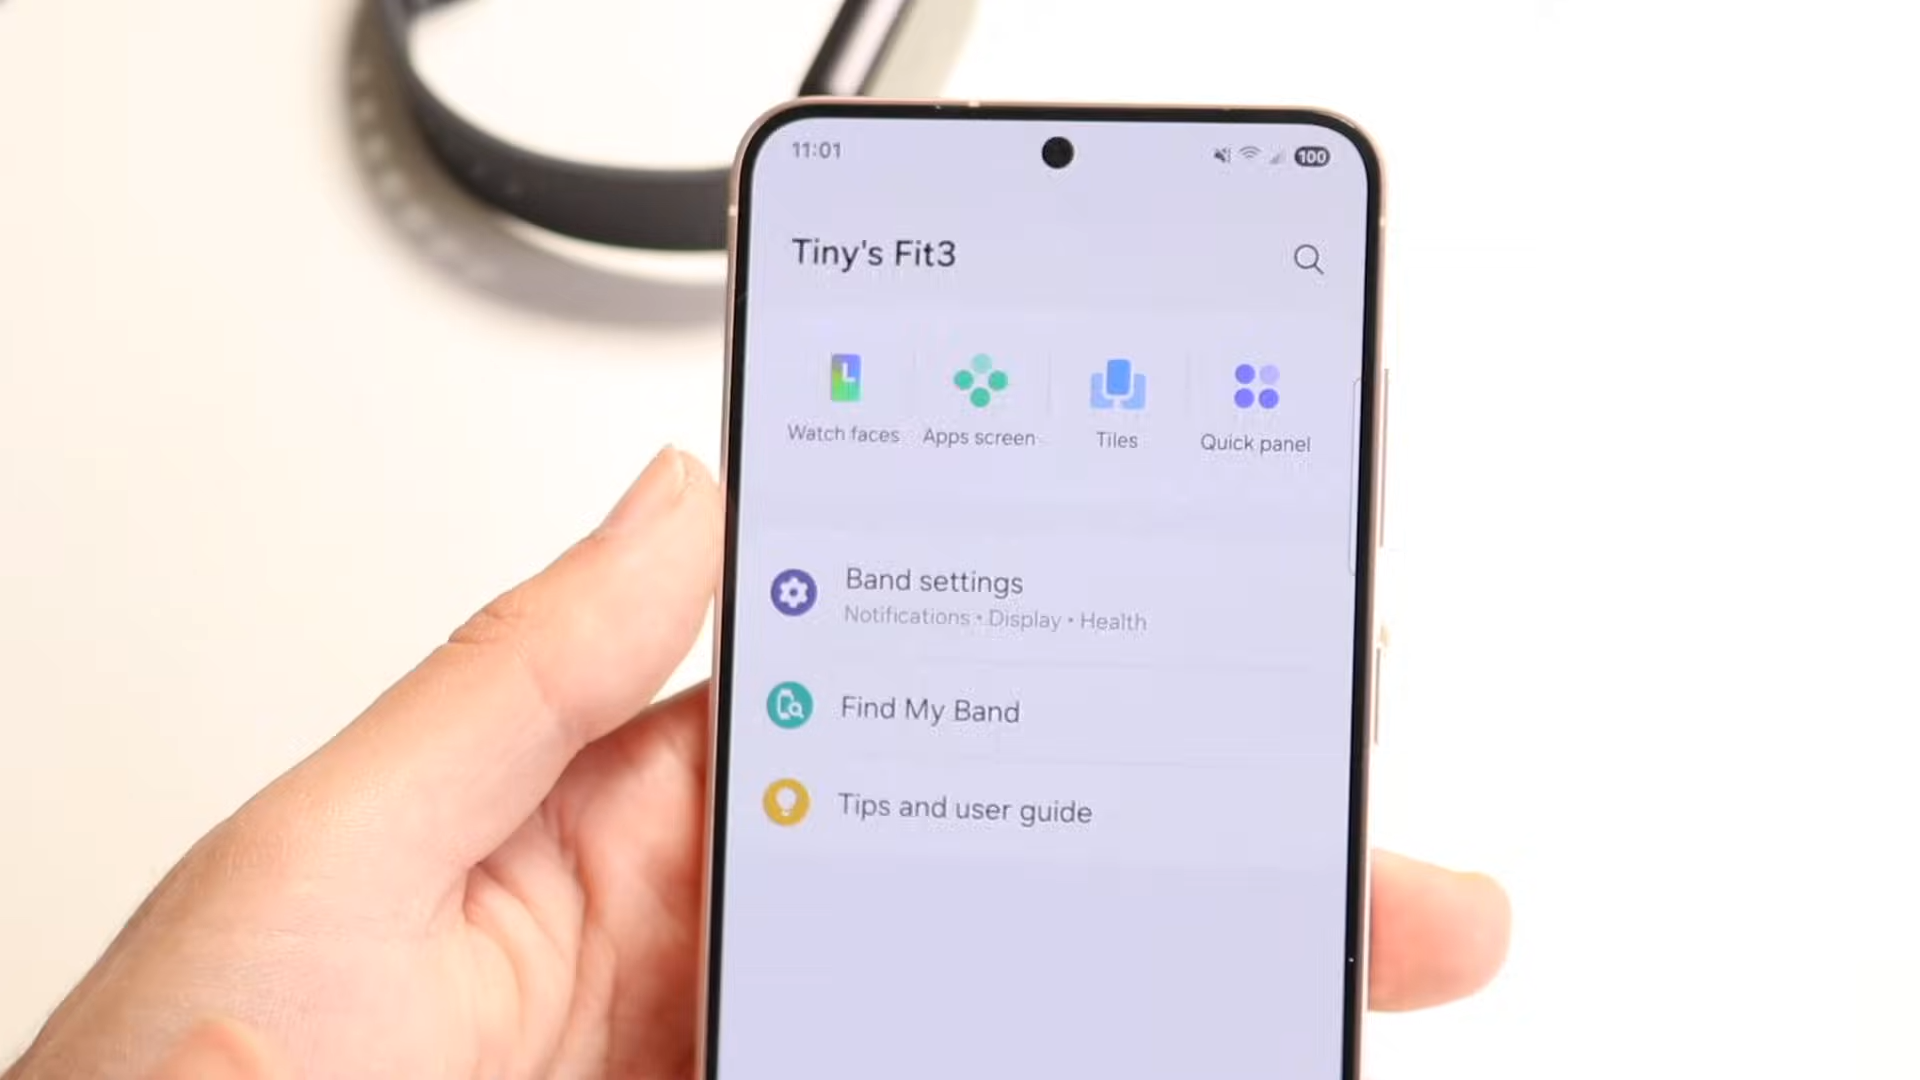 11:01
100
Tiny's Fit3
Watch faces Apps screen Tiles Quick panel
Band settings
Notifications • Display • Health
Find My Band
Tips and user guide